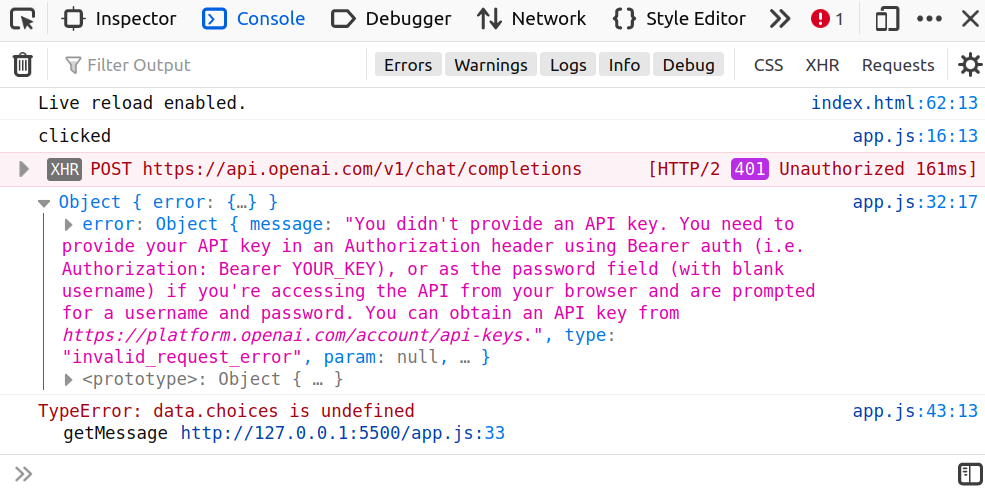 Inspector Console Debugger Network Style Editor 1
Filter Output Errors Warnings Logs Info Debug CSS XHR Requests
Live reload enabled. index.html:62:13
clicked app.js:16:13
XHR POST https://api.openai.com/v1/chat/completions [HTTP/2 401 Unauthorized 161ms]
Object { error: {…} } app.js:32:17
error: Object { message: "You didn't provide an API key. You need to
provide your API key in an Authorization header using Bearer auth (i.e.
Authorization: Bearer YOUR_KEY), or as the password field (with blank
username) if you're accessing the API from your browser and are prompted
for a username and password. You can obtain an API key from
https://platform.openai.com/account/api-keys.", type:
"invalid_request_error", param: null, … }
<prototype>: Object { … }
TypeError: data.choices is undefined app.js:43:13
getMessage http://127.0.0.1:5500/app.js:33